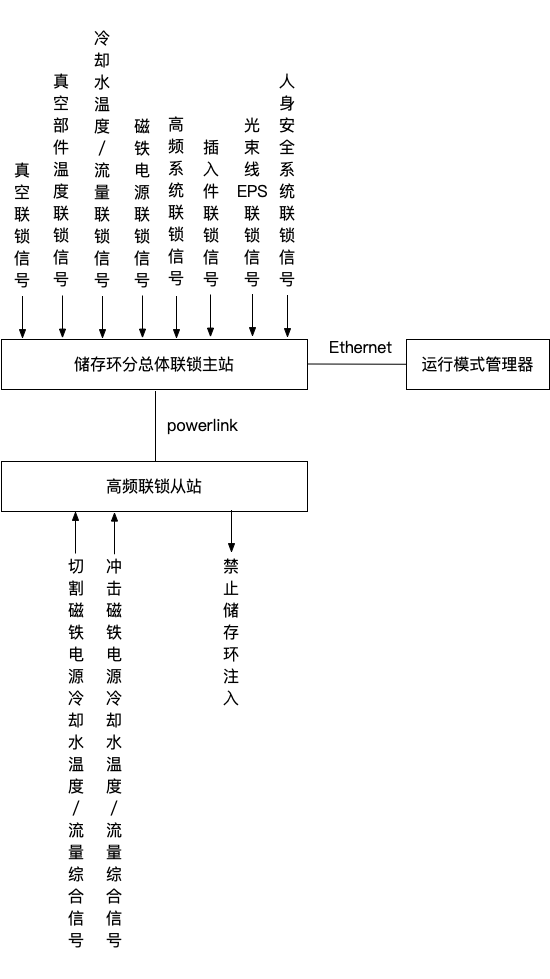 真空联锁信号
真空部件温度联锁信号
冷却水温度/流量联锁信号
磁铁电源联锁信号
高频系统联锁信号
插入件联锁信号
光束线EPS联锁信号
人身安全系统联锁信号
储存环分总体联锁主站
Ethernet
运行模式管理器
powerlink
高频联锁从站
切割磁铁电源冷却水温度/流量综合信号
冲击磁铁电源冷却水温度/流量综合信号
禁止储存环注入